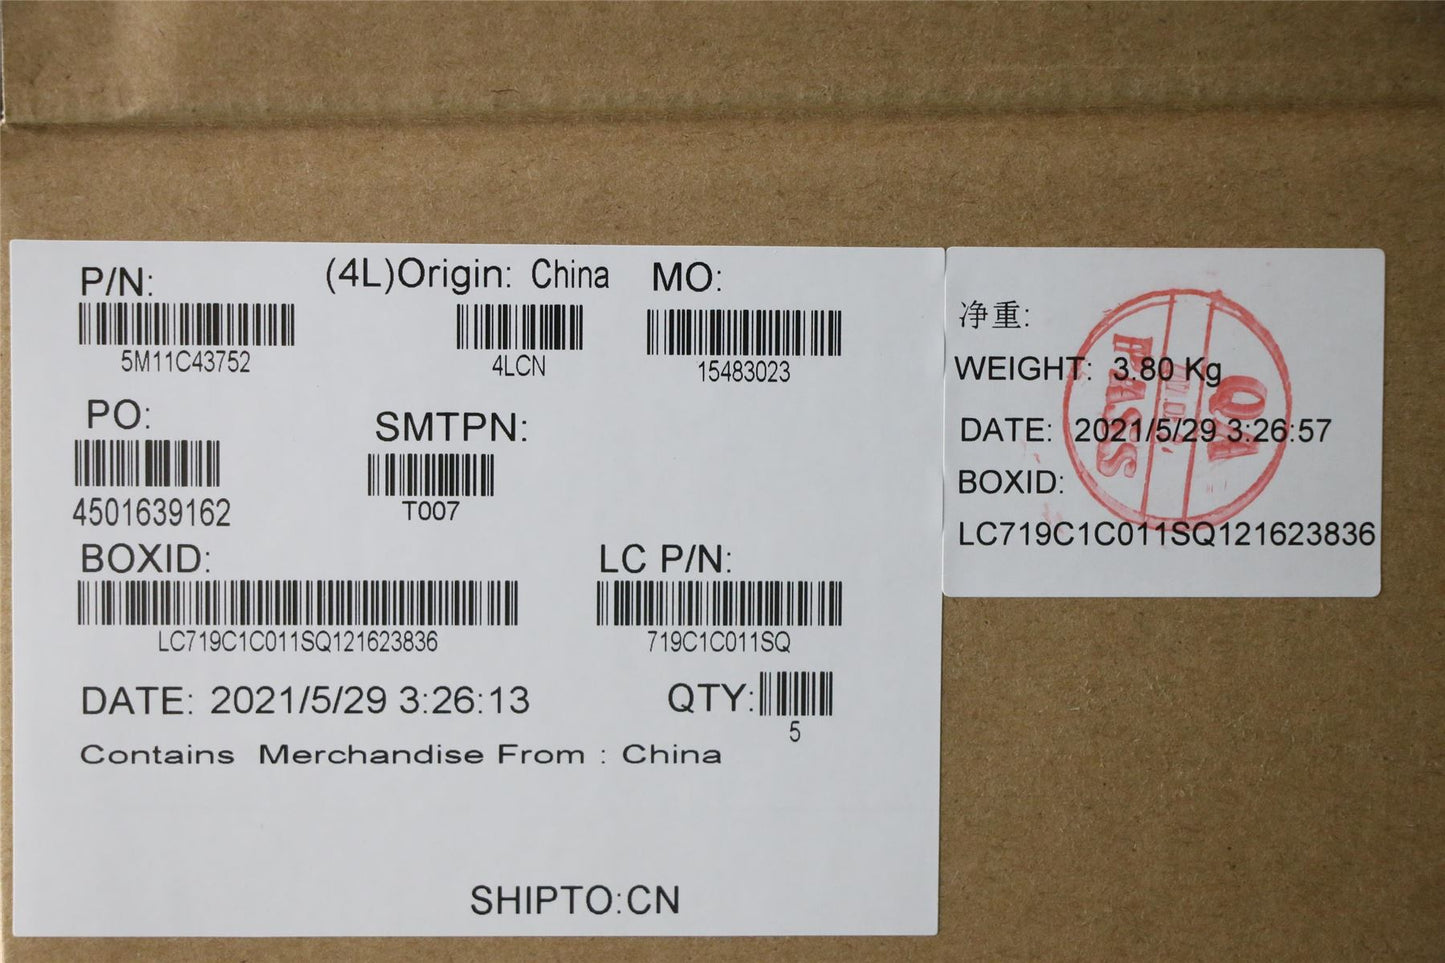 P/N:
(4L)Origin: China
MO:
5M11C43752
4LCN
15483023
PO:
SMTPN:
4501639162
T007
BOXID:
LC P/N:
LC719C1C011SQ121623836
719C1C011SQ
DATE: 2021/5/29 3:26:13
QTY:
5
Contains Merchandise From : China
SHIPTO:CN
净重:
WEIGHT: 3.80 Kg
DATE: 2021/5/29 3:26:57
BOXID:
LC719C1C011SQ121623836
QA
PASS